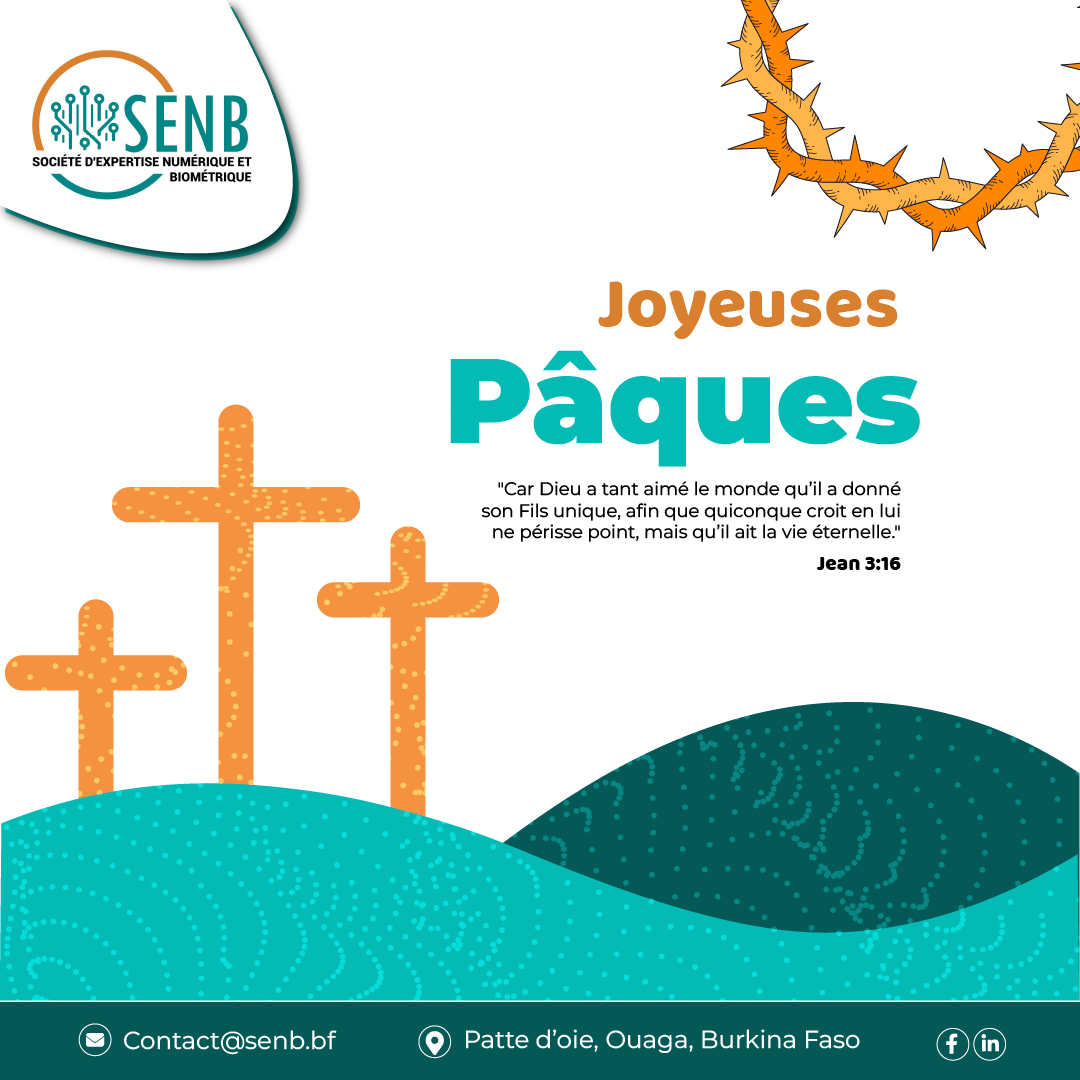 SENB
SOCIÉTÉ D'EXPERTISE NUMÉRIQUE ET
BIOMÉTRIQUE
Joyeuses
Pâques
"Car Dieu a tant aimé le monde qu’il a donné
son Fils unique, afin que quiconque croit en lui
ne périsse point, mais qu’il ait la vie éternelle."
Jean 3:16
Contact@senb.bf
Patte d’oie, Ouaga, Burkina Faso